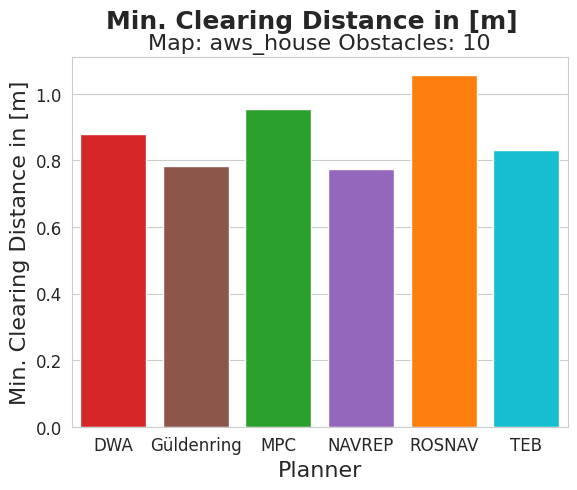 Min. Clearing Distance in [m]
Map: aws_house Obstacles: 10
Min. Clearing Distance in [m]
1.0
0.8
0.6
0.4
0.2
0.0
DWA Güldenring MPC NAVREP ROSNAV TEB
Planner